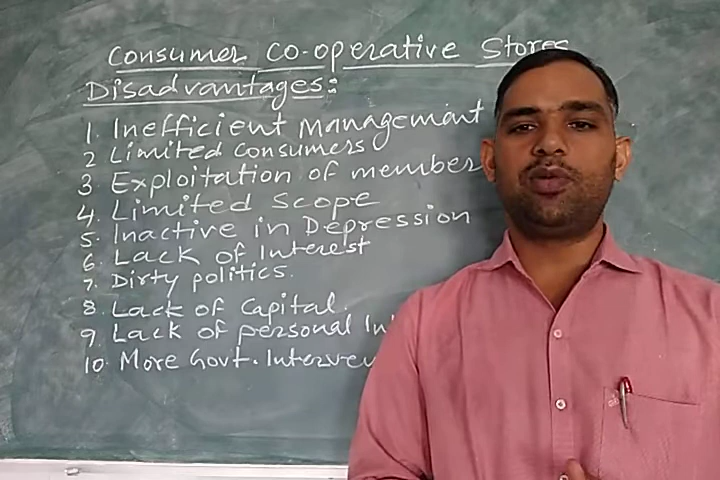 Consumer Co-operative Stores
Disadvantages:
1. Inefficient Management
2 Limited Consumers
3. Exploitation of member
4. Limited Scope
5. Inactive in Depression
6. Lack of Interest
7. Dirty politics.
8. Lack of Capital.
9. Lack of personal
10. More Govt.